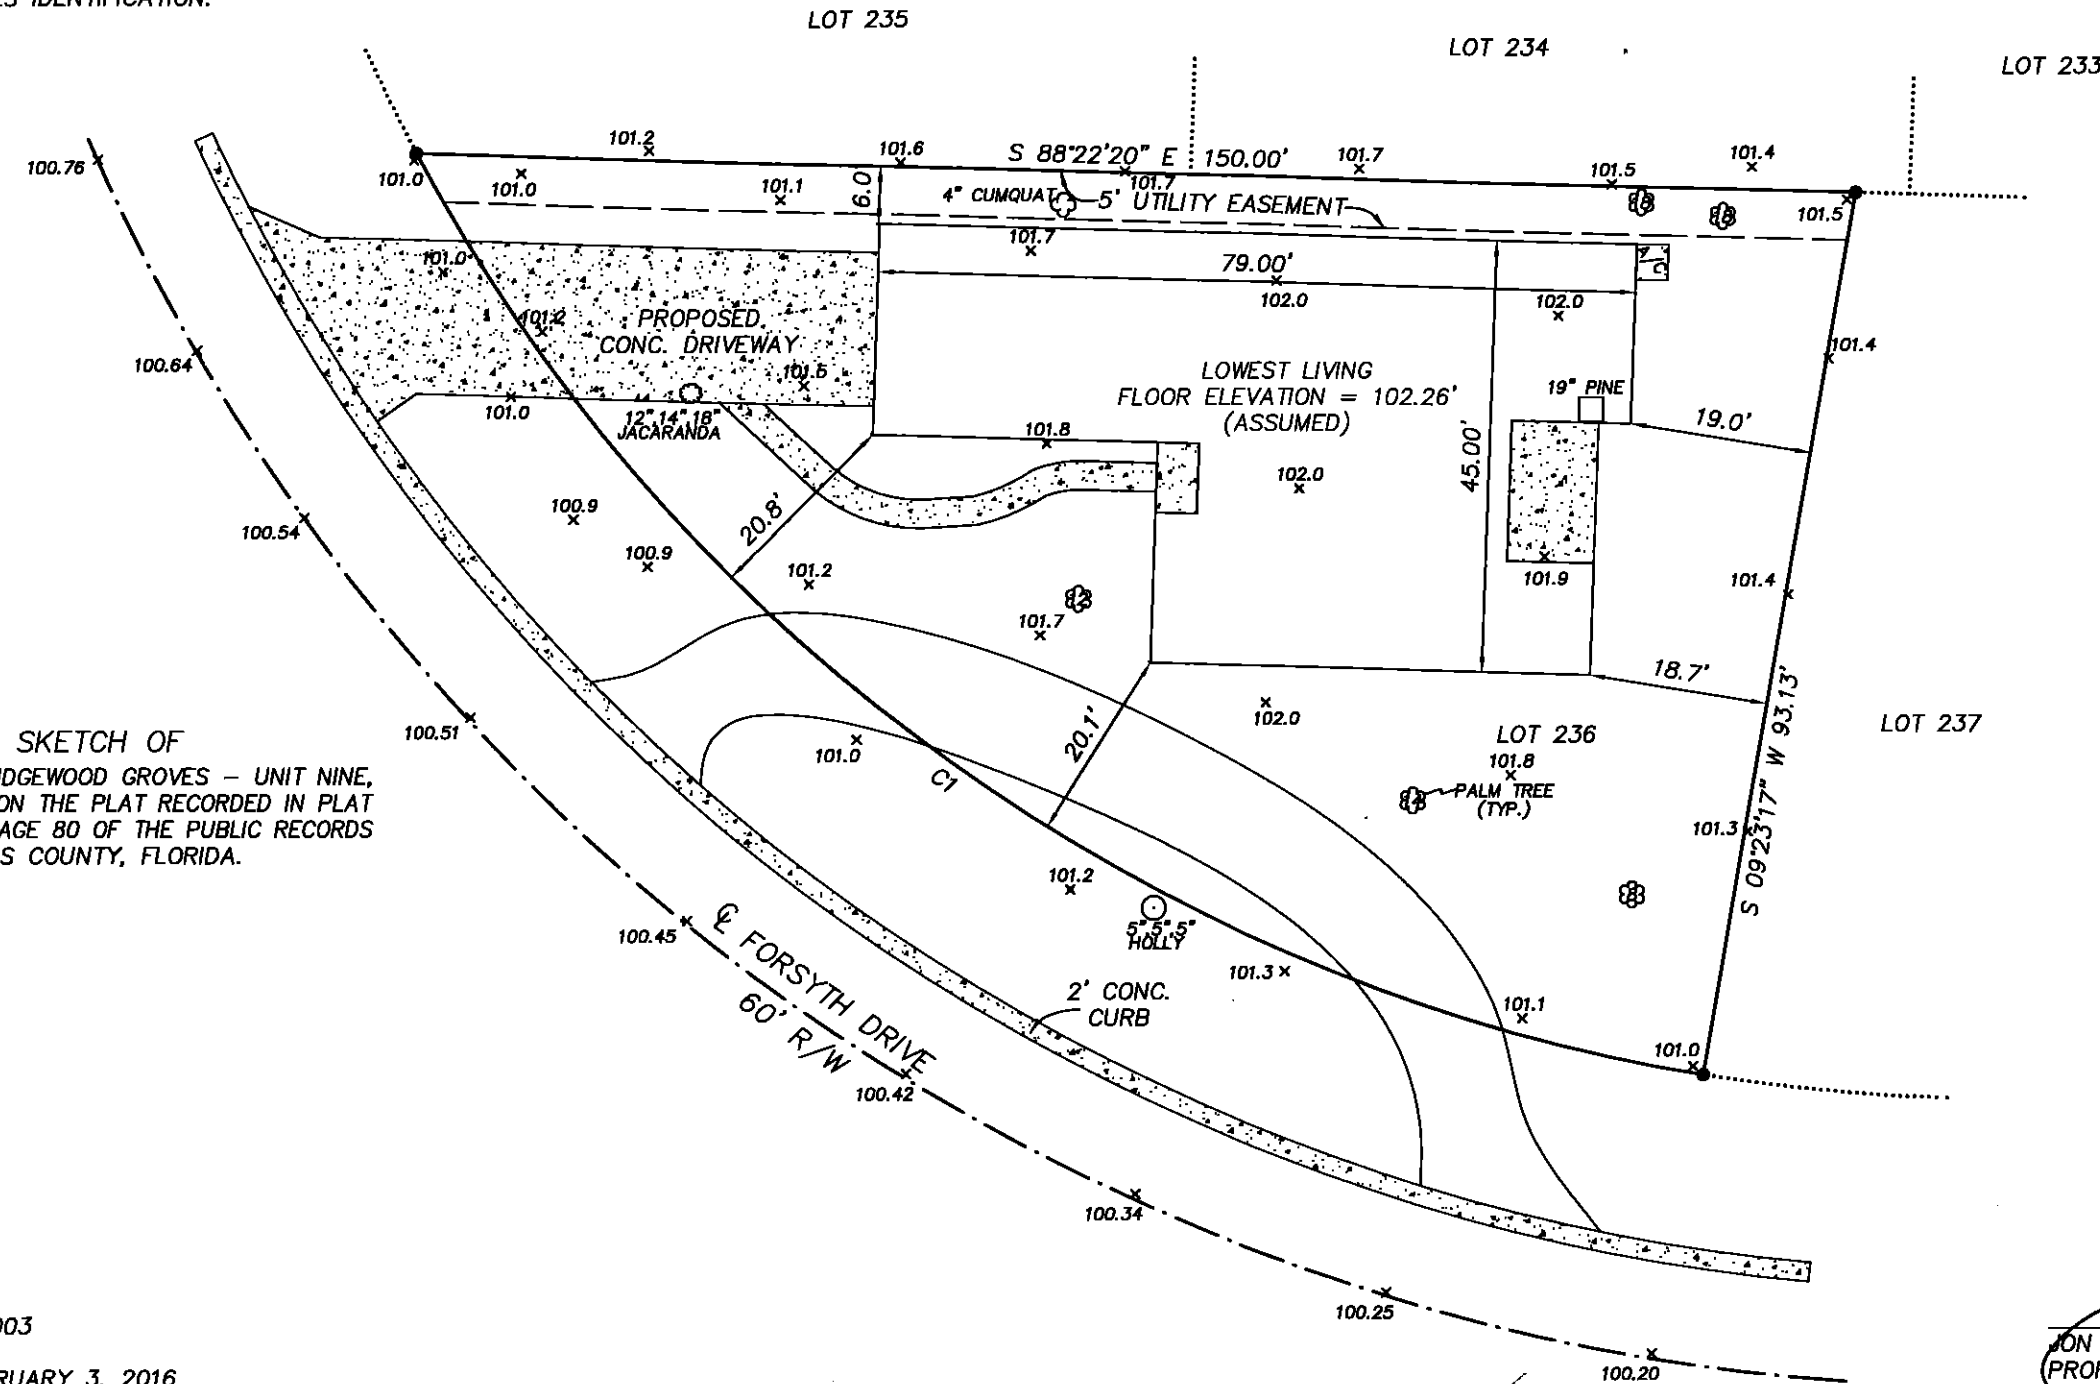 IDENTIFICATION.
LOT 235
LOT 234
LOT 233
101.2
101.6
S 88°22'20" E 150.00'
101.7
101.5
101.4
100.76
101.0
101.0
101.1
6.0'
4" CUMQUAT
101.7
5' UTILITY EASEMENT
8
8
101.5
101.7
A/C
79.00'
102.0
102.0
101.0
101.2
PROPOSED
CONC. DRIVEWAY
101.5
100.64
101.0
12",14",18"
JACARANDA
LOWEST LIVING
FLOOR ELEVATION = 102.26'
(ASSUMED)
19" PINE
101.4
19.0'
101.8
102.0
45.00'
20.8'
100.54
100.9
100.9
101.2
12
101.7
101.9
101.4
18.7'
S 09°23'17" W 93.13'
100.51
101.0
C1
20.1'
102.0
LOT 236
101.8
PALM TREE
(TYP.)
12
LOT 237
101.3
8
SKETCH OF
DGEWOOD GROVES – UNIT NINE,
ON THE PLAT RECORDED IN PLAT
AGE 80 OF THE PUBLIC RECORDS
S COUNTY, FLORIDA.
101.2
5",5",5"
HOLLY
101.3
101.1
101.0
100.45
℄ FORSYTH DRIVE
60' R/W
2' CONC.
CURB
100.42
100.34
100.25
100.20
003
RUARY 3, 2016
JON
PROF